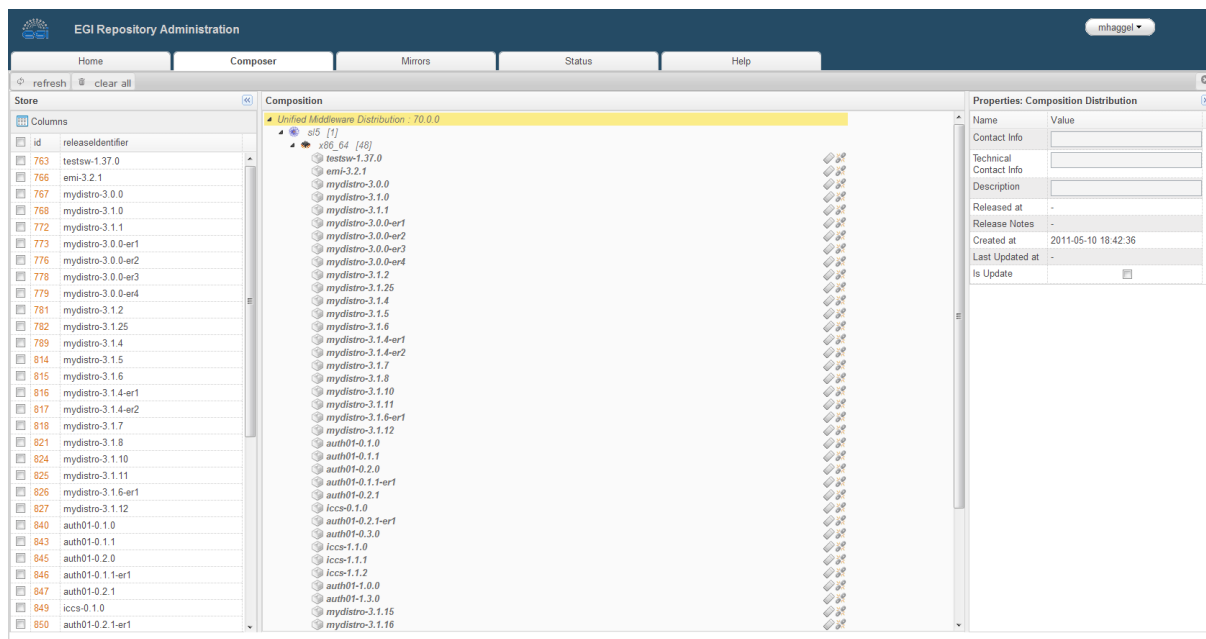 EGI Repository Administration
mhaggel
Home Composer Mirrors Status Help
refresh clear all
Store
Columns
id releaseIdentifier
763 testsw-1.37.0
766 emi-3.2.1
767 mydistro-3.0.0
768 mydistro-3.1.0
772 mydistro-3.1.1
773 mydistro-3.0.0-er1
776 mydistro-3.0.0-er2
778 mydistro-3.0.0-er3
779 mydistro-3.0.0-er4
781 mydistro-3.1.2
782 mydistro-3.1.25
789 mydistro-3.1.4
814 mydistro-3.1.5
815 mydistro-3.1.6
816 mydistro-3.1.4-er1
817 mydistro-3.1.4-er2
818 mydistro-3.1.7
821 mydistro-3.1.8
824 mydistro-3.1.10
825 mydistro-3.1.11
826 mydistro-3.1.6-er1
827 mydistro-3.1.12
840 auth01-0.1.0
843 auth01-0.1.1
845 auth01-0.2.0
846 auth01-0.1.1-er1
847 auth01-0.2.1
849 iccs-0.1.0
850 auth01-0.2.1-er1
Composition
Unified Middleware Distribution : 70.0.0
sl5 [1]
x86_64 [48]
testsw-1.37.0
emi-3.2.1
mydistro-3.0.0
mydistro-3.1.0
mydistro-3.1.1
mydistro-3.0.0-er1
mydistro-3.0.0-er2
mydistro-3.0.0-er3
mydistro-3.0.0-er4
mydistro-3.1.2
mydistro-3.1.25
mydistro-3.1.4
mydistro-3.1.5
mydistro-3.1.6
mydistro-3.1.4-er1
mydistro-3.1.4-er2
mydistro-3.1.7
mydistro-3.1.8
mydistro-3.1.10
mydistro-3.1.11
mydistro-3.1.6-er1
mydistro-3.1.12
auth01-0.1.0
auth01-0.1.1
auth01-0.2.0
auth01-0.1.1-er1
auth01-0.2.1
iccs-0.1.0
auth01-0.2.1-er1
auth01-0.3.0
iccs-1.1.0
iccs-1.1.1
iccs-1.1.2
auth01-1.0.0
auth01-1.3.0
mydistro-3.1.15
mydistro-3.1.16
Properties: Composition Distribution
Name Value
Contact Info
Technical
Contact Info
Description
Released at -
Release Notes -
Created at 2011-05-10 18:42:36
Last Updated at -
Is Update